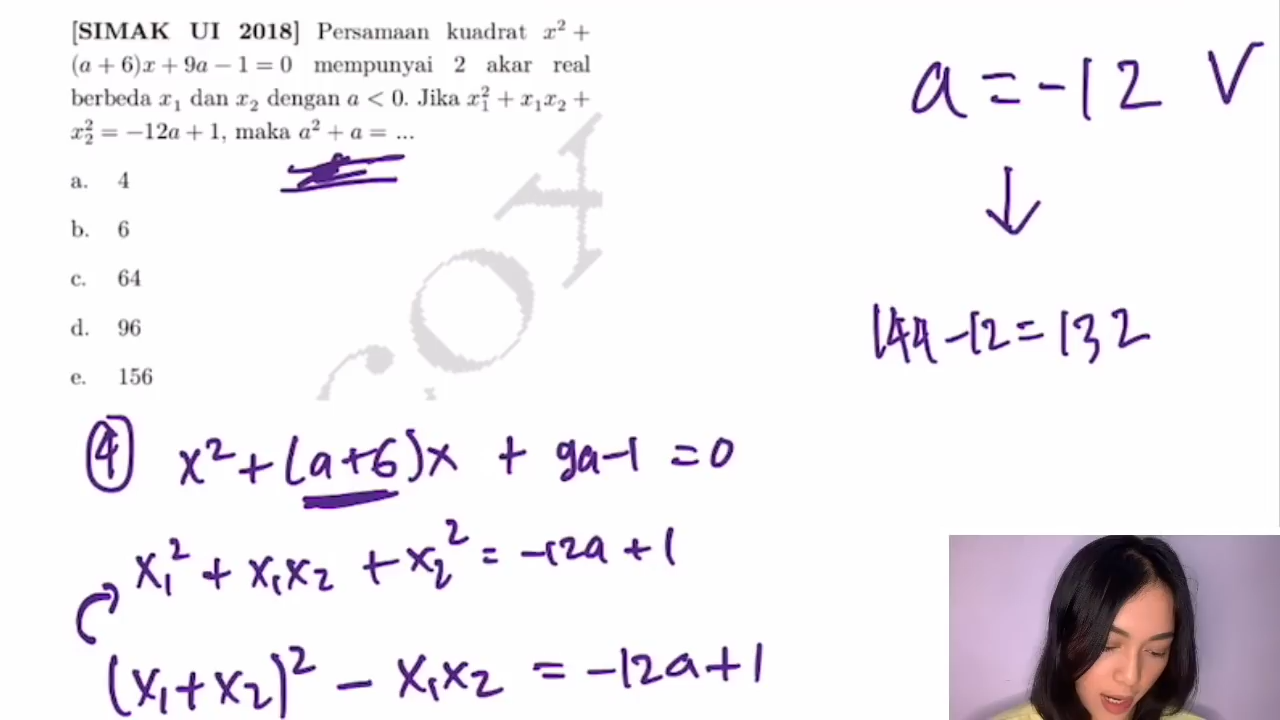 [SIMAK UI 2018] Persamaan kuadrat x² +
(a + 6)x + 9a − 1 = 0 mempunyai 2 akar real
berbeda x₁ dan x₂ dengan a < 0. Jika x₁² + x₁x₂ +
x₂² = −12a + 1, maka a² + a = ...
a. 4
b. 6
c. 64
d. 96
e. 156
④ x² + (a+6)x + 9a-1 = 0
x₁² + x₁x₂ + x₂² = -12a + 1
(x₁+x₂)² - x₁x₂ = -12a+1
a = -12 V
↓
144 - 12 = 132